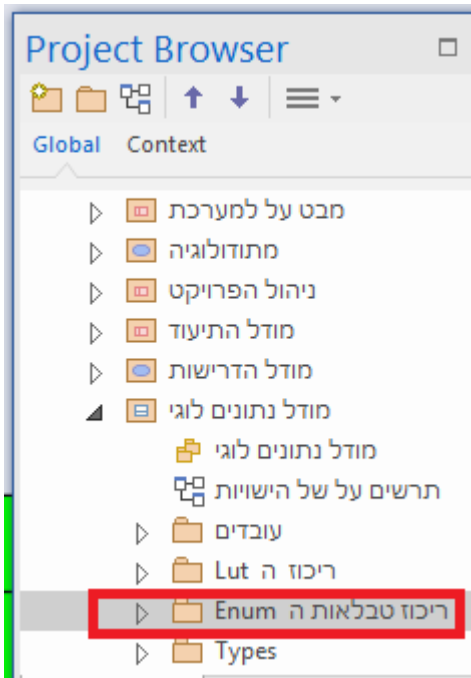 Project Browser
Global Context
מבט על למערכת
מתודולוגיה
ניהול הפרויקט
מודל התיעוד
מודל הדרישות
מודל נתונים לוגי
מודל נתונים לוגי
תרשים על של הישויות
עובדים
ריכוז ה Lut
ריכוז טבלאות ה Enum
Types